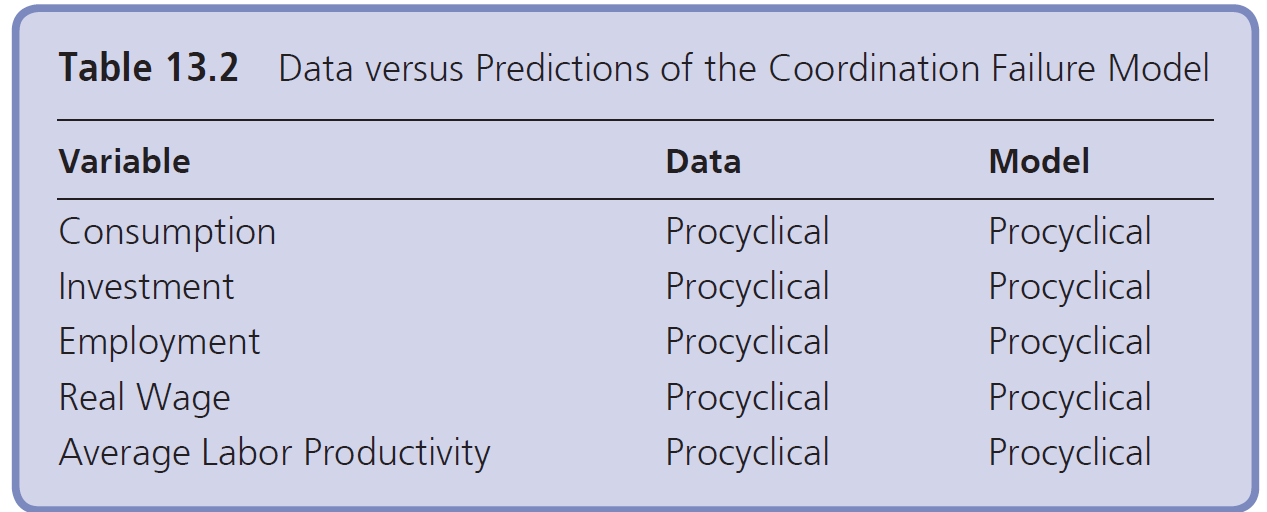 Table 13.2 Data versus Predictions of the Coordination Failure Model
Variable Data Model
Consumption Procyclical Procyclical
Investment Procyclical Procyclical
Employment Procyclical Procyclical
Real Wage Procyclical Procyclical
Average Labor Productivity Procyclical Procyclical